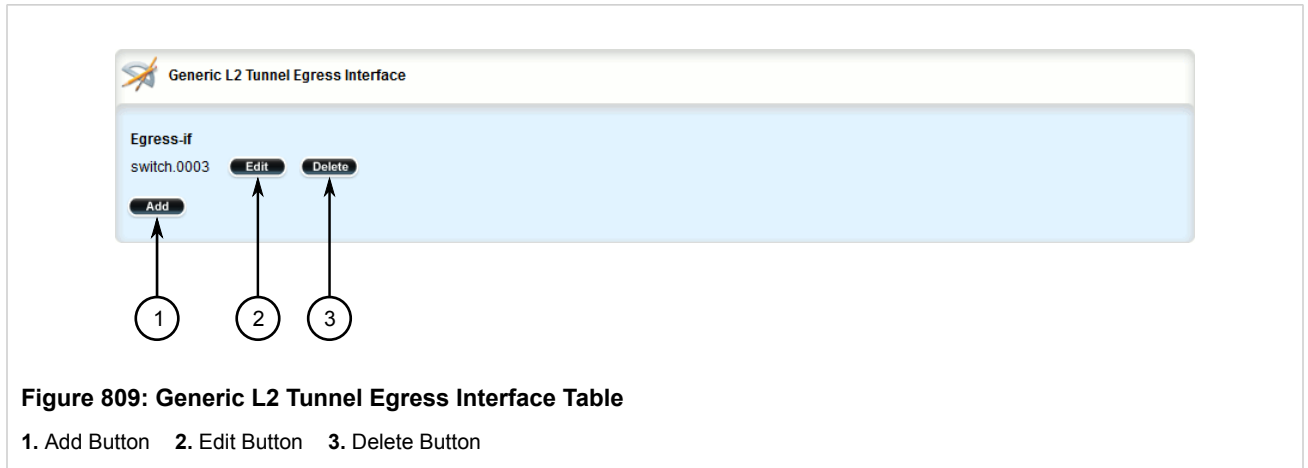 Generic L2 Tunnel Egress Interface
Egress-if
switch.0003 Edit Delete
Add
1 2 3
Figure 809: Generic L2 Tunnel Egress Interface Table
1. Add Button 2. Edit Button 3. Delete Button